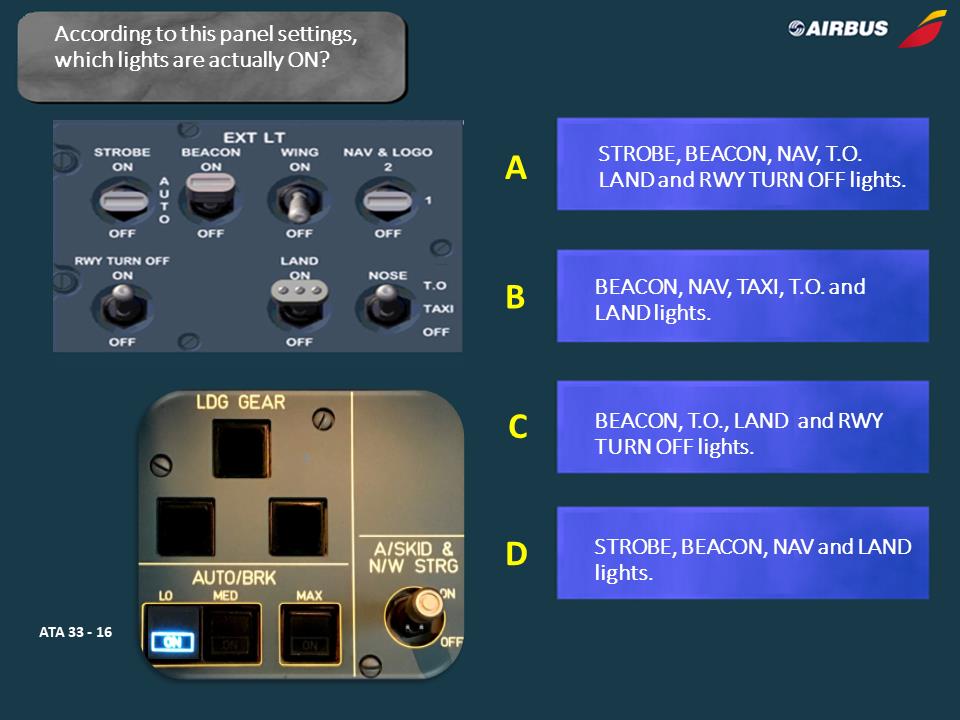 According to this panel settings,
which lights are actually ON?
AIRBUS
EXT LT
STROBE BEACON WING NAV & LOGO
ON ON ON 2
AUTO
1
OFF OFF OFF OFF
RWY TURN OFF LAND
ON ON NOSE
T.O
TAXI
OFF
OFF OFF
A
STROBE, BEACON, NAV, T.O.
LAND and RWY TURN OFF lights.
B
BEACON, NAV, TAXI, T.O. and
LAND lights.
C
BEACON, T.O., LAND and RWY
TURN OFF lights.
D
STROBE, BEACON, NAV and LAND
lights.
LDG GEAR
A/SKID &
N/W STRG
ON
OFF
AUTO/BRK
LO MED MAX
ON ON ON
ATA 33 - 16